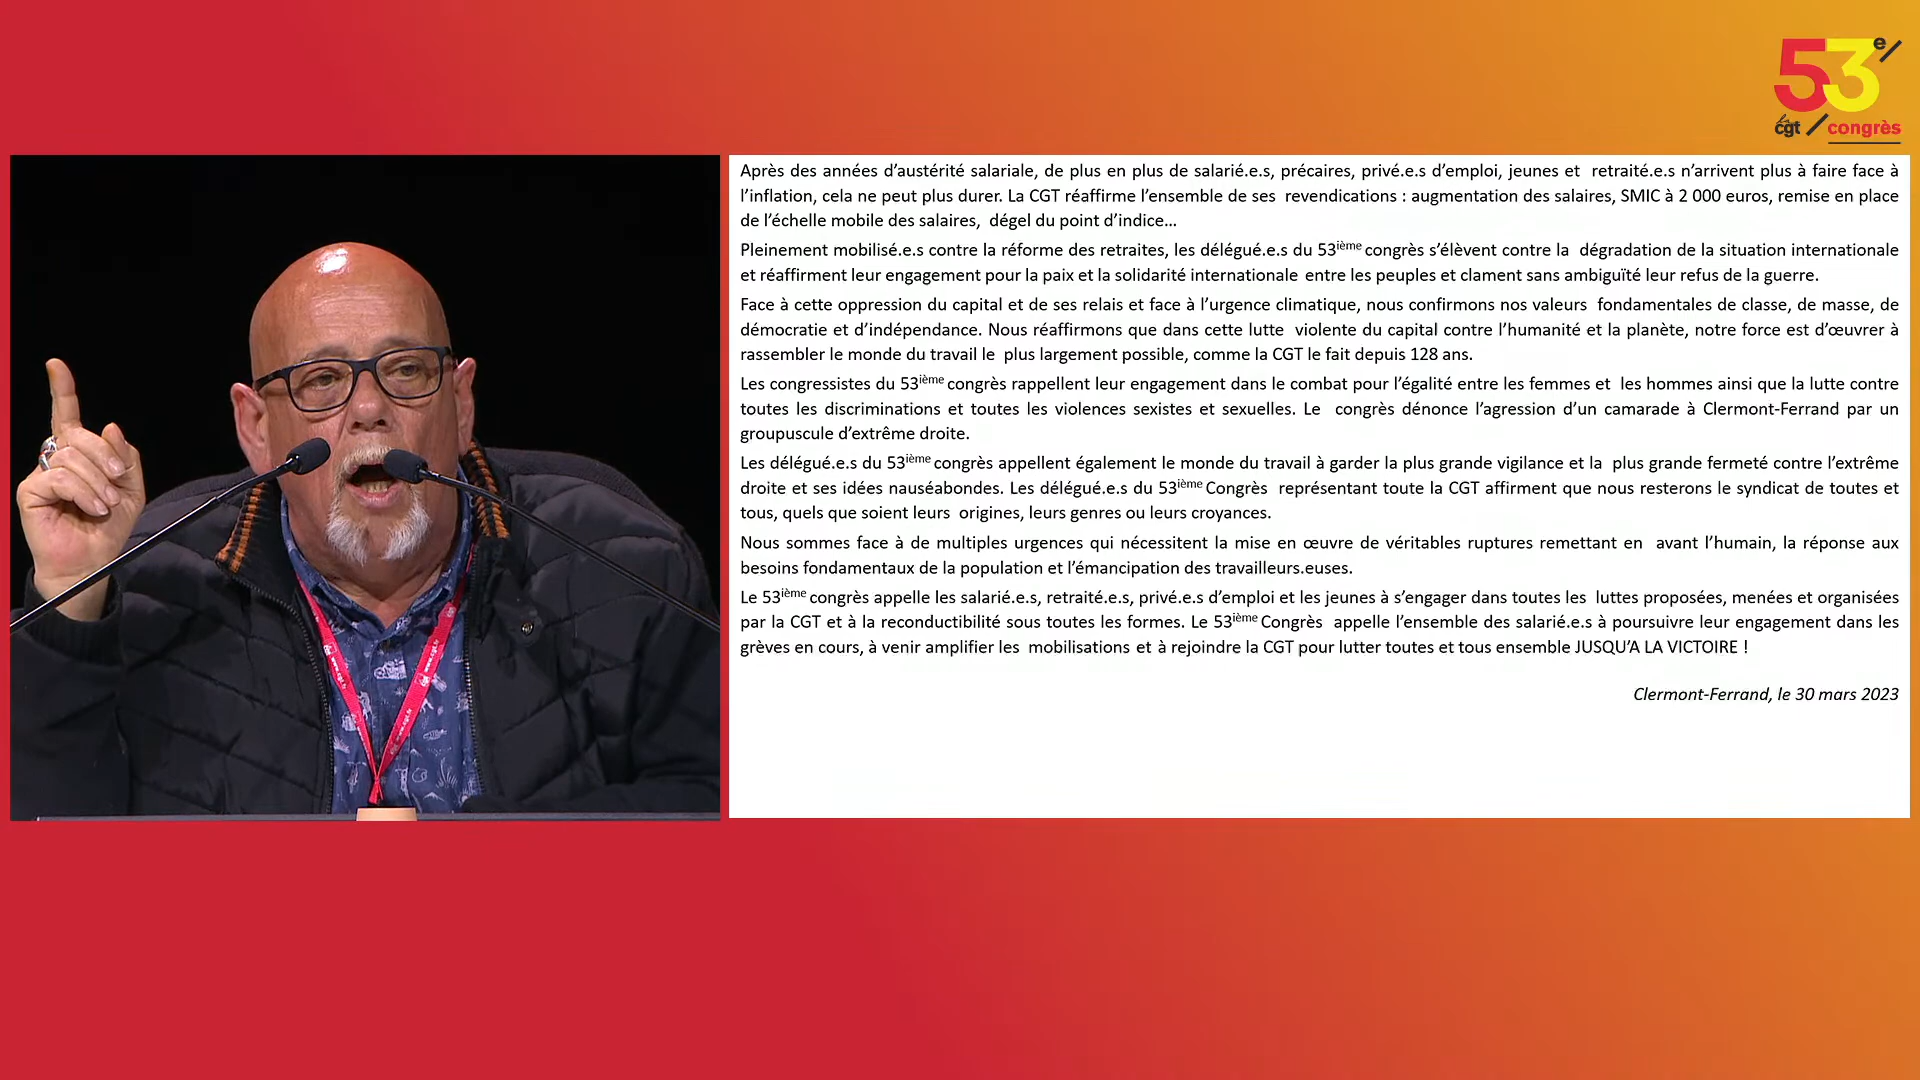 53e/
la cgt / congrès
Après des années d’austérité salariale, de plus en plus de salarié.e.s, précaires, privé.e.s d’emploi, jeunes et retraité.e.s n’arrivent plus à faire face à
l’inflation, cela ne peut plus durer. La CGT réaffirme l’ensemble de ses revendications : augmentation des salaires, SMIC à 2 000 euros, remise en place
de l’échelle mobile des salaires, dégel du point d’indice...
Pleinement mobilisé.e.s contre la réforme des retraites, les délégué.e.s du 53ième congrès s’élèvent contre la dégradation de la situation internationale
et réaffirment leur engagement pour la paix et la solidarité internationale entre les peuples et clament sans ambiguïté leur refus de la guerre.
Face à cette oppression du capital et de ses relais et face à l’urgence climatique, nous confirmons nos valeurs fondamentales de classe, de masse, de
démocratie et d’indépendance. Nous réaffirmons que dans cette lutte violente du capital contre l’humanité et la planète, notre force est d’œuvrer à
rassembler le monde du travail le plus largement possible, comme la CGT le fait depuis 128 ans.
Les congressistes du 53ième congrès rappellent leur engagement dans le combat pour l’égalité entre les femmes et les hommes ainsi que la lutte contre
toutes les discriminations et toutes les violences sexistes et sexuelles. Le congrès dénonce l’agression d’un camarade à Clermont-Ferrand par un
groupuscule d’extrême droite.
Les délégué.e.s du 53ième congrès appellent également le monde du travail à garder la plus grande vigilance et la plus grande fermeté contre l’extrême
droite et ses idées nauséabondes. Les délégué.e.s du 53ième Congrès représentant toute la CGT affirment que nous resterons le syndicat de toutes et
tous, quels que soient leurs origines, leurs genres ou leurs croyances.
Nous sommes face à de multiples urgences qui nécessitent la mise en œuvre de véritables ruptures remettant en avant l’humain, la réponse aux
besoins fondamentaux de la population et l’émancipation des travailleurs.euses.
Le 53ième congrès appelle les salarié.e.s, retraité.e.s, privé.e.s d’emploi et les jeunes à s’engager dans toutes les luttes proposées, menées et organisées
par la CGT et à la reconductibilité sous toutes les formes. Le 53ième Congrès appelle l’ensemble des salarié.e.s à poursuivre leur engagement dans les
grèves en cours, à venir amplifier les mobilisations et à rejoindre la CGT pour lutter toutes et tous ensemble JUSQU’A LA VICTOIRE !
Clermont-Ferrand, le 30 mars 2023